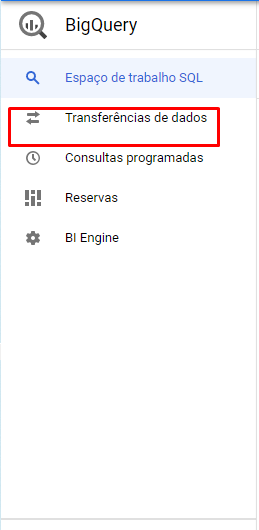 BigQuery
Espaço de trabalho SQL
Transferências de dados
Consultas programadas
Reservas
BI Engine